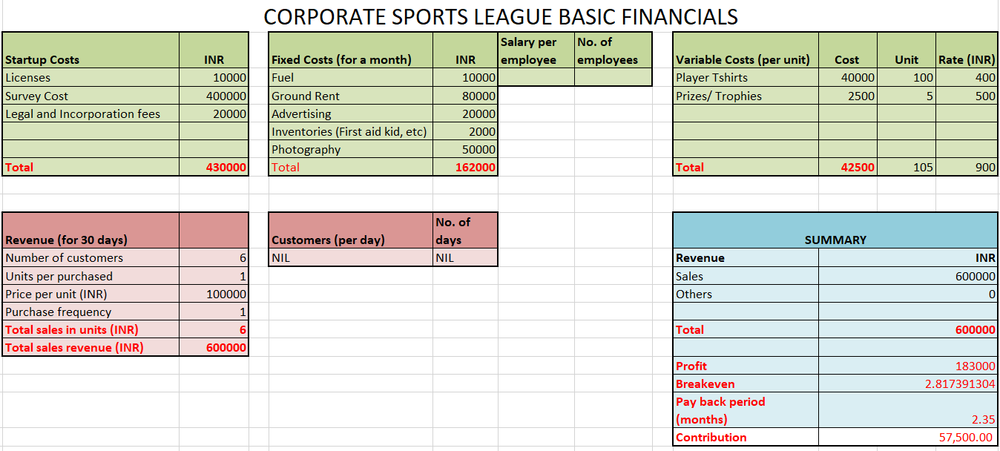 CORPORATE SPORTS LEAGUE BASIC FINANCIALS
Startup Costs INR
Licenses 10000
Survey Cost 400000
Legal and Incorporation fees 20000
Total 430000
Fixed Costs (for a month) INR Salary per employee No. of employees
Fuel 10000
Ground Rent 80000
Advertising 20000
Inventories (First aid kid, etc) 2000
Photography 50000
Total 162000
Variable Costs (per unit) Cost Unit Rate (INR)
Player Tshirts 40000 100 400
Prizes/ Trophies 2500 5 500
Total 42500 105 900
Revenue (for 30 days)
Number of customers 6
Units per purchased 1
Price per unit (INR) 100000
Purchase frequency 1
Total sales in units (INR) 6
Total sales revenue (INR) 600000
Customers (per day) No. of days
NIL NIL
SUMMARY
Revenue INR
Sales 600000
Others 0
Total 600000
Profit 183000
Breakeven 2.817391304
Pay back period
(months) 2.35
Contribution 57,500.00